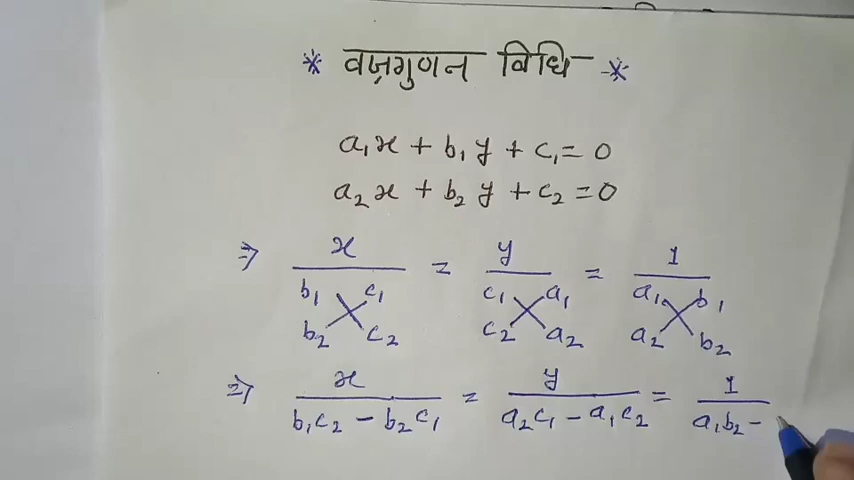 * वज्रगुणन विधि- *
a₁x + b₁y + c₁ = 0
a₂x + b₂y + c₂ = 0
⇒ x / (b₁ c₁ b₂ c₂) = y / (c₁ a₁ c₂ a₂) = 1 / (a₁ b₁ a₂ b₂)
⇒ x / (b₁c₂ - b₂c₁) = y / (a₂c₁ - a₁c₂) = 1 / (a₁b₂ -